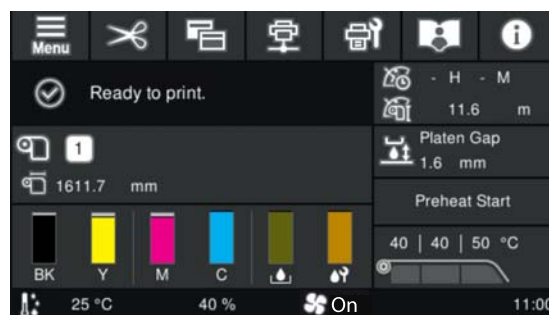 Menu
Ready to print.
- H - M
11.6 m
1
Platen Gap
1.6 mm
1611.7 mm
Preheat Start
40 | 40 | 50 °C
BK Y M C
25 °C 40 % On 11:00